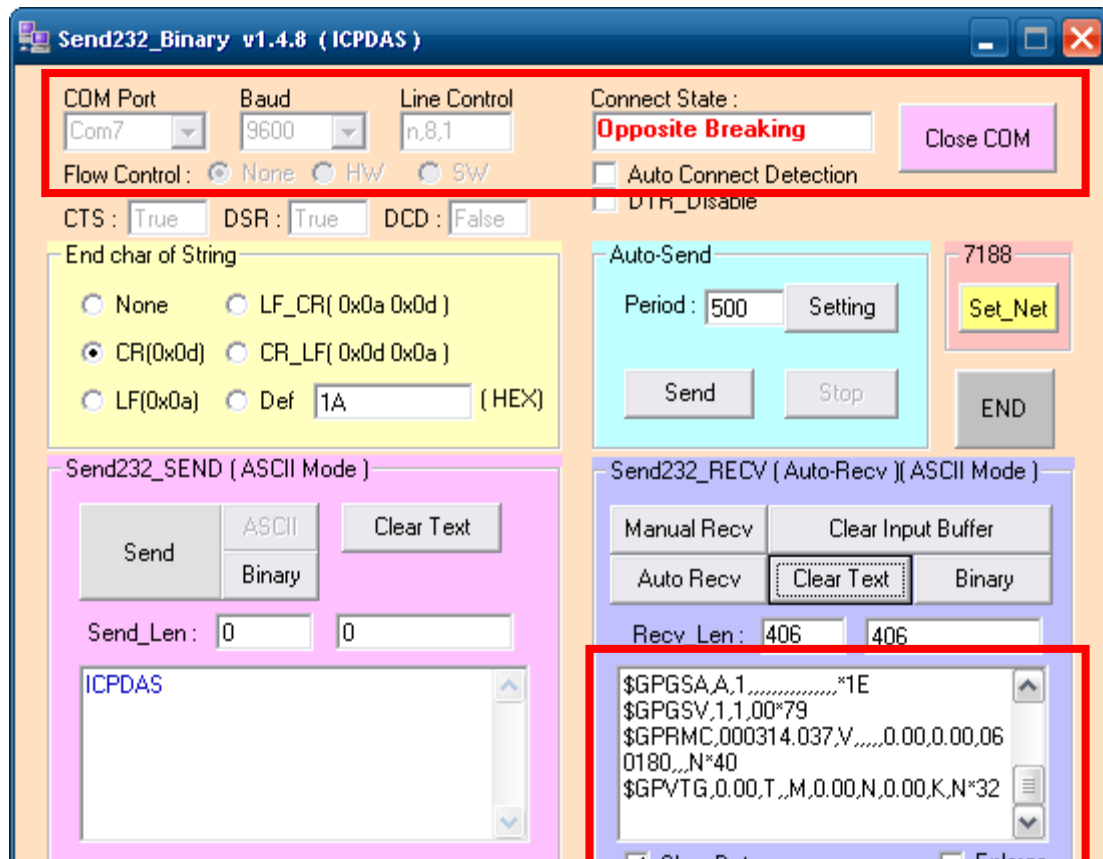 Send232_Binary v1.4.8 ( ICPDAS )
COM Port Baud Line Control Connect State :
Com7 9600 n,8,1 Opposite Breaking Close COM
Flow Control : None HW SW Auto Connect Detection
CTS : True DSR : True DCD : False DTR_Disable
End char of String
None LF_CR( 0x0a 0x0d )
CR(0x0d) CR_LF( 0x0d 0x0a )
LF(0x0a) Def 1A ( HEX)
Auto-Send
Period : 500 Setting
Send Stop
7188
Set_Net
END
Send232_SEND ( ASCII Mode )
Send ASCII Clear Text
Binary
Send_Len : 0 0
ICPDAS
Send232_RECV ( Auto-Recv )( ASCII Mode )
Manual Recv Clear Input Buffer
Auto Recv Clear Text Binary
Recv_Len : 406 406
$GPGSA,A,1,,,,,,,,,,,,,,,*1E
$GPGSV,1,1,00*79
$GPRMC,000314.037,V,,,,,0.00,0.00,06
0180,,,N*40
$GPVTG,0.00,T,,M,0.00,N,0.00,K,N*32